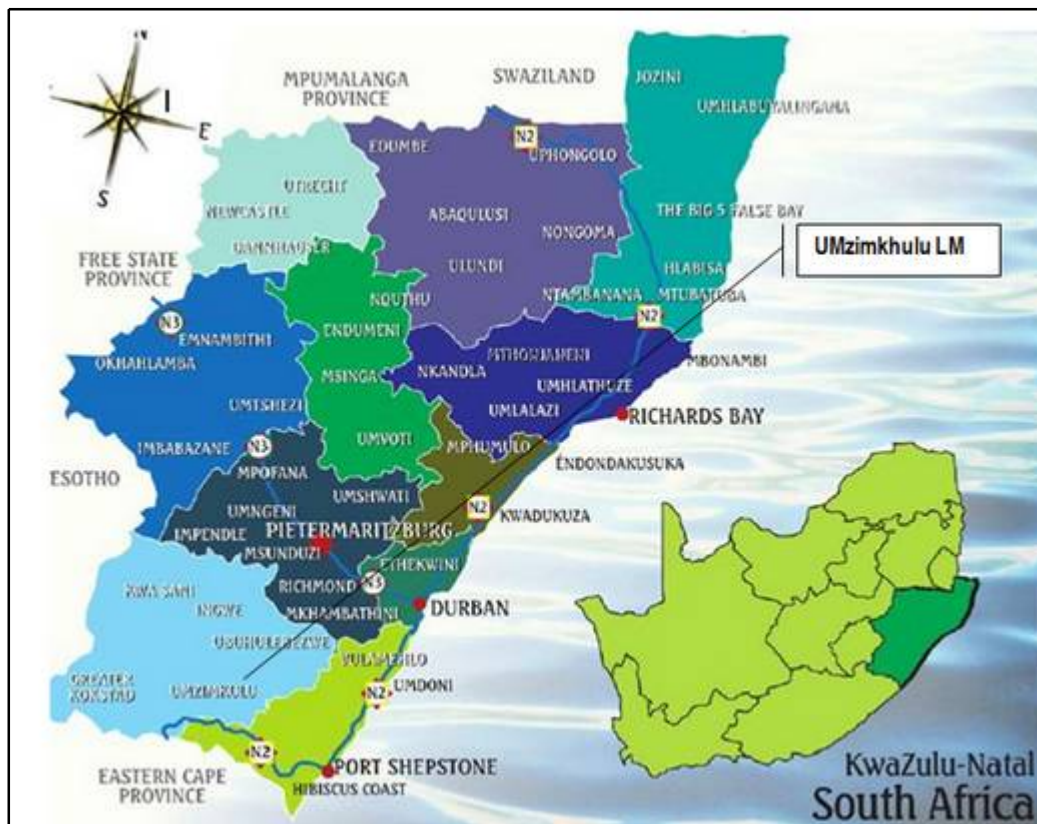 N
E
S
MPUMALANGA
PROVINCE
SWAZILAND
JOZINI
UMHLABUYALINGANA
EDUMBE
N2
UPHONGOLO
UTRECHT
NEWCASTLE
DANNHAUSER
ABAQULUSI
NONGOMA
ULUNDI
THE BIG 5 FALSE BAY
UMzimkhulu LM
FREE STATE
PROVINCE
HLABISA
NTAMBANANA
MTUBATUBA
NQUTHU
N3
EMNAMBITHI
ENDUMENI
N2
OKHAHLAMBA
MSINGA
NKANDLA
MTHONJANENI
MBONAMBI
UMHLATHUZE
UMTSHEZI
UMLALAZI
RICHARDS BAY
IMBABAZANE
N3
MPOFANA
UMVOTI
MPHUMULO
ENDONDAKUSUKA
ESOTHO
UMSHWATI
UMNGENI
N2
KWADUKUZA
IMPENDLE
PIETERMARITZBURG
MSUNDUZI
ETHEKWINI
KWA SANI
RICHMOND
N3
INGWE
MKHAMBATHINI
DURBAN
UBUHULEBEZWE
VULAMEHLO
GREATER
KOKSTAD
UMZIMKULU
N2
UMDONI
N2
PORT SHEPSTONE
EASTERN CAPE
PROVINCE
HIBISCUS COAST
KwaZulu-Natal
South Africa